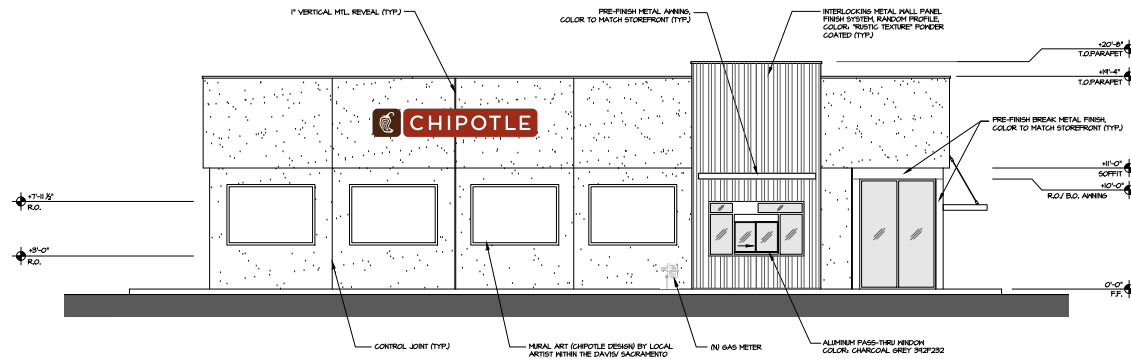 1" VERTICAL MTL. REVEAL (TYP.)
PRE-FINISH METAL AWNING,
COLOR TO MATCH STOREFRONT (TYP.)
INTERLOCKING METAL WALL PANEL
FINISH SYSTEM, RANDOM PROFILE,
COLOR: "RUSTIC TEXTURE" POWDER
COATED (TYP.)
+20'-8"
T.O.PARAPET
+19'-4"
T.O.PARAPET
CHIPOTLE
PRE-FINISH BREAK METAL FINISH,
COLOR TO MATCH STOREFRONT (TYP.)
+11'-0"
SOFFIT
+10'-0"
R.O./ B.O. AWNING
+7'-11 ½"
R.O.
+3'-0"
R.O.
0'-0"
F.F.
CONTROL JOINT (TYP.)
MURAL ART (CHIPOTLE DESIGN) BY LOCAL
ARTIST WITHIN THE DAVIS/ SACRAMENTO
(N) GAS METER
ALUMINUM PASS-THRU WINDOW
COLOR: CHARCOAL GREY 392F232